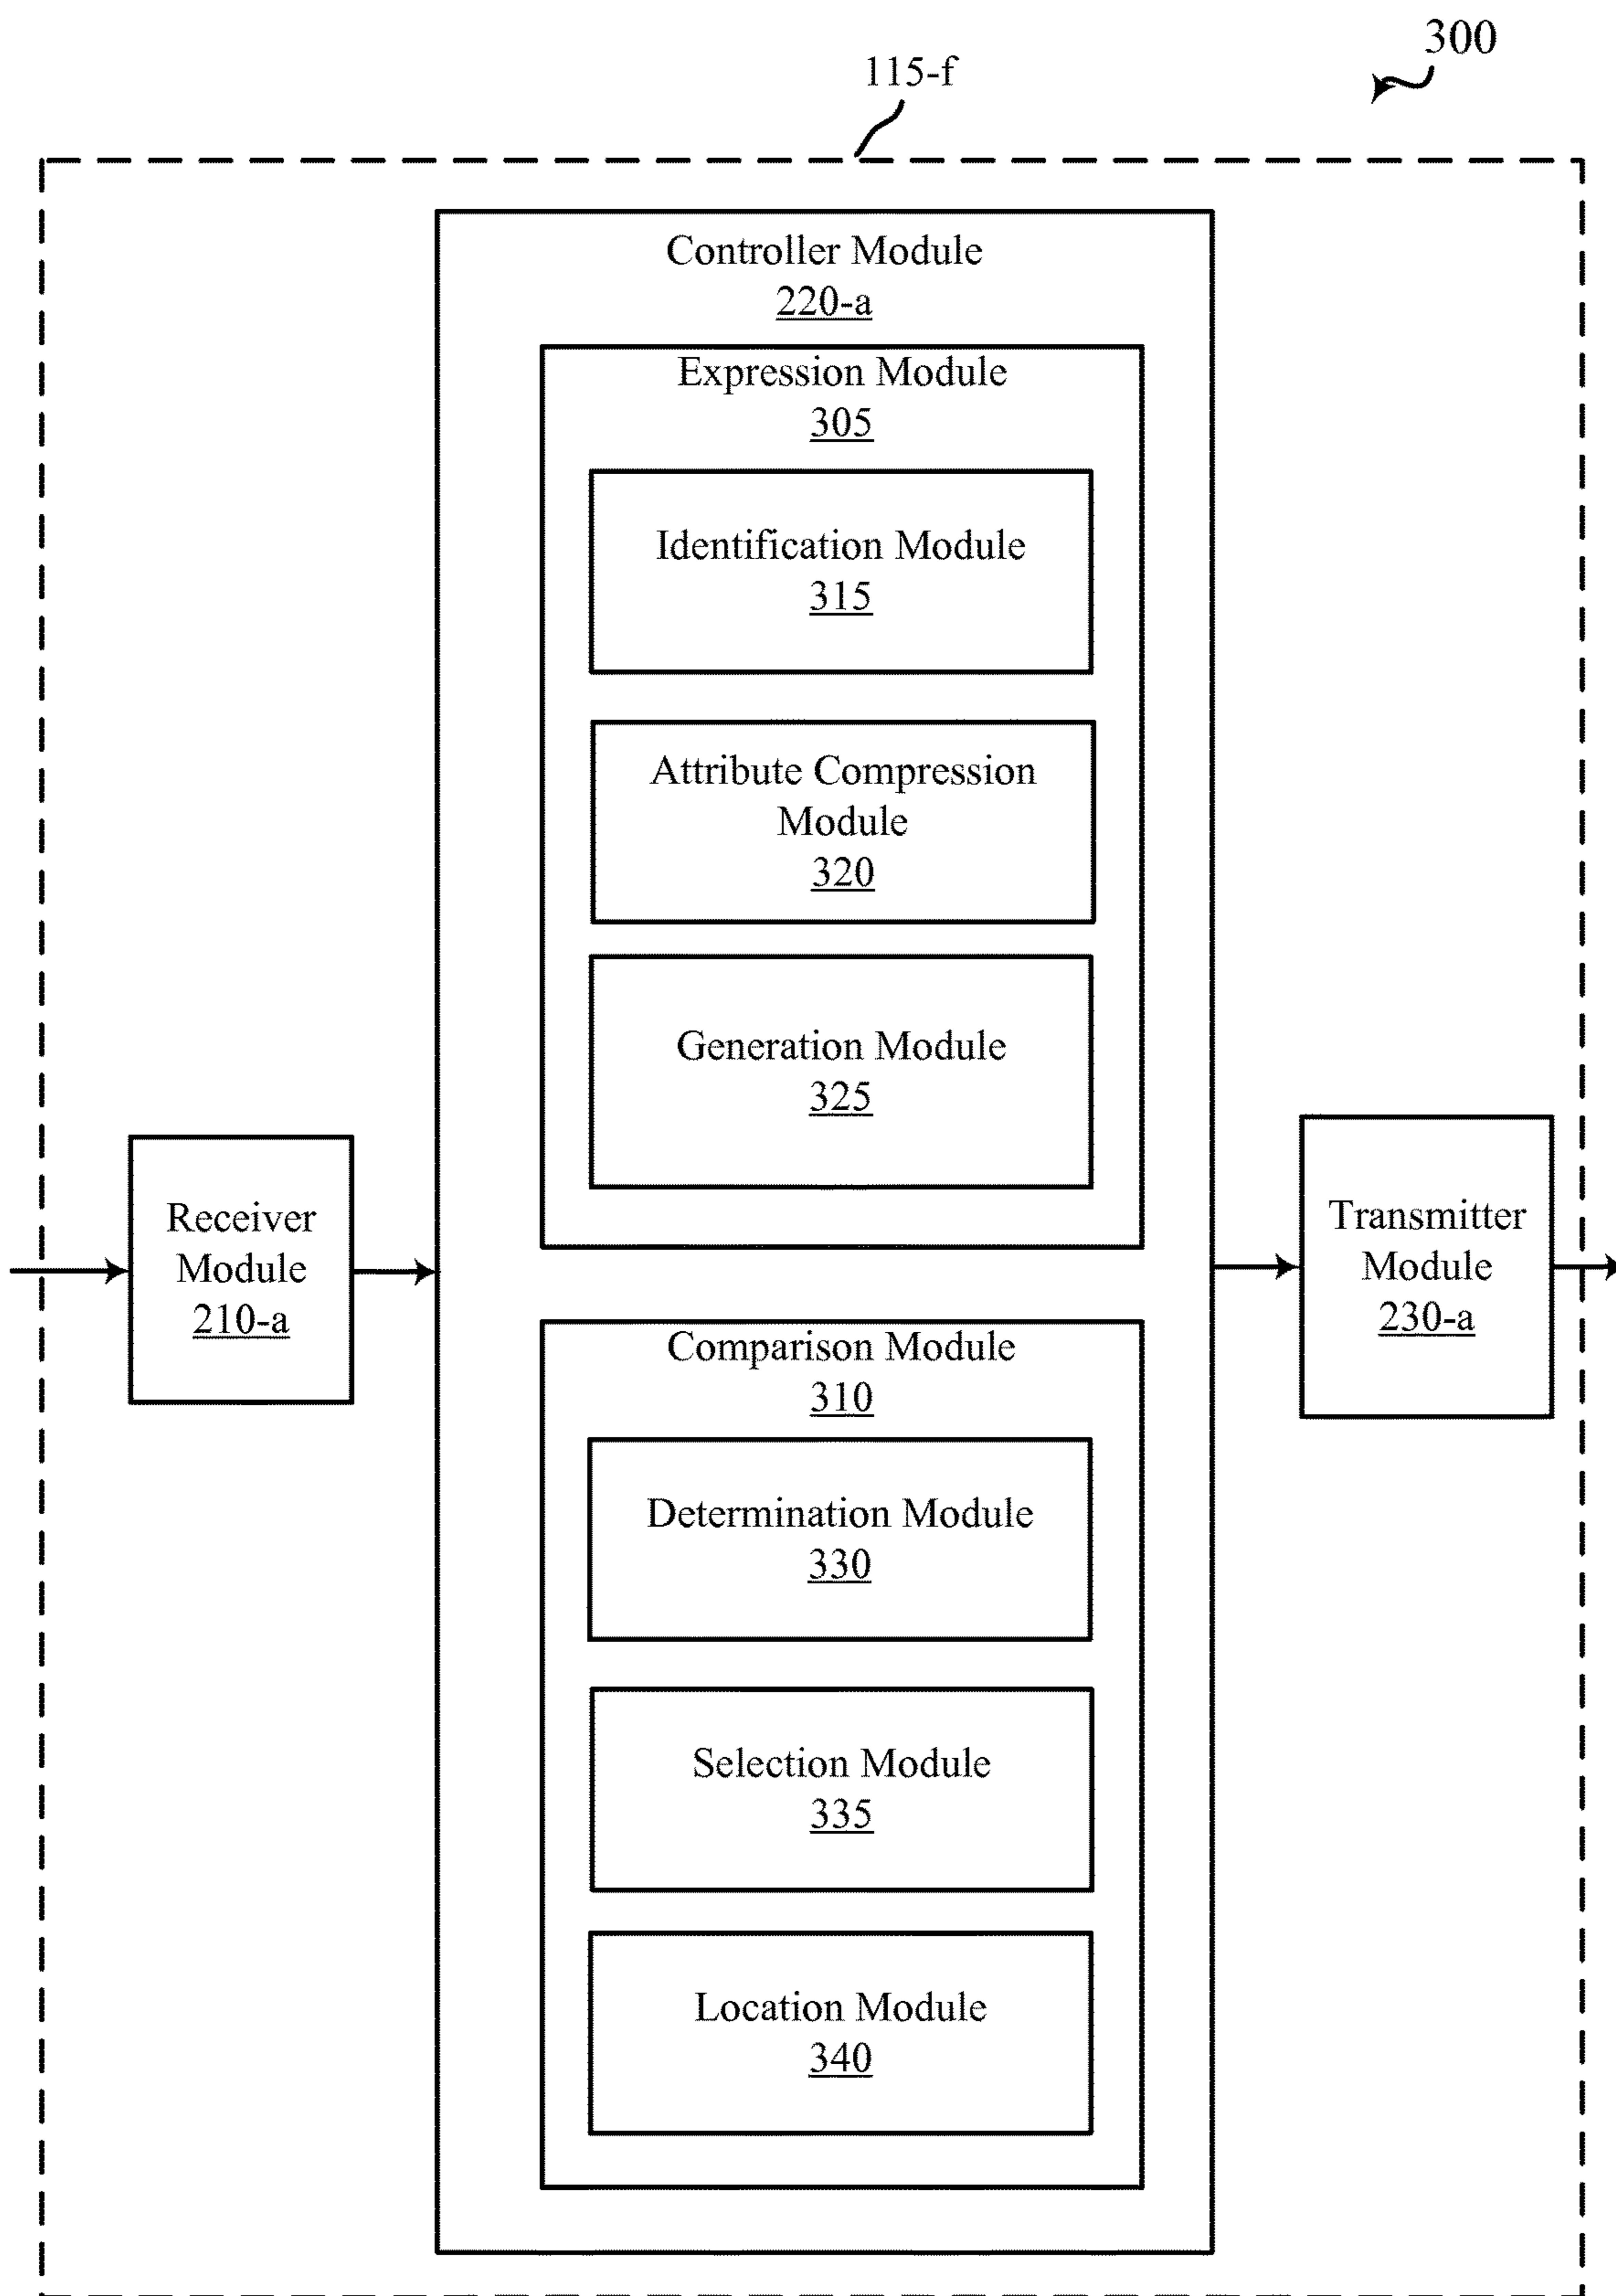 300
115-f
Controller Module
220-a
Expression Module
305
Identification Module
315
Attribute Compression
Module
320
Generation Module
325
Receiver
Module
210-a
Transmitter
Module
230-a
Comparison Module
310
Determination Module
330
Selection Module
335
Location Module
340